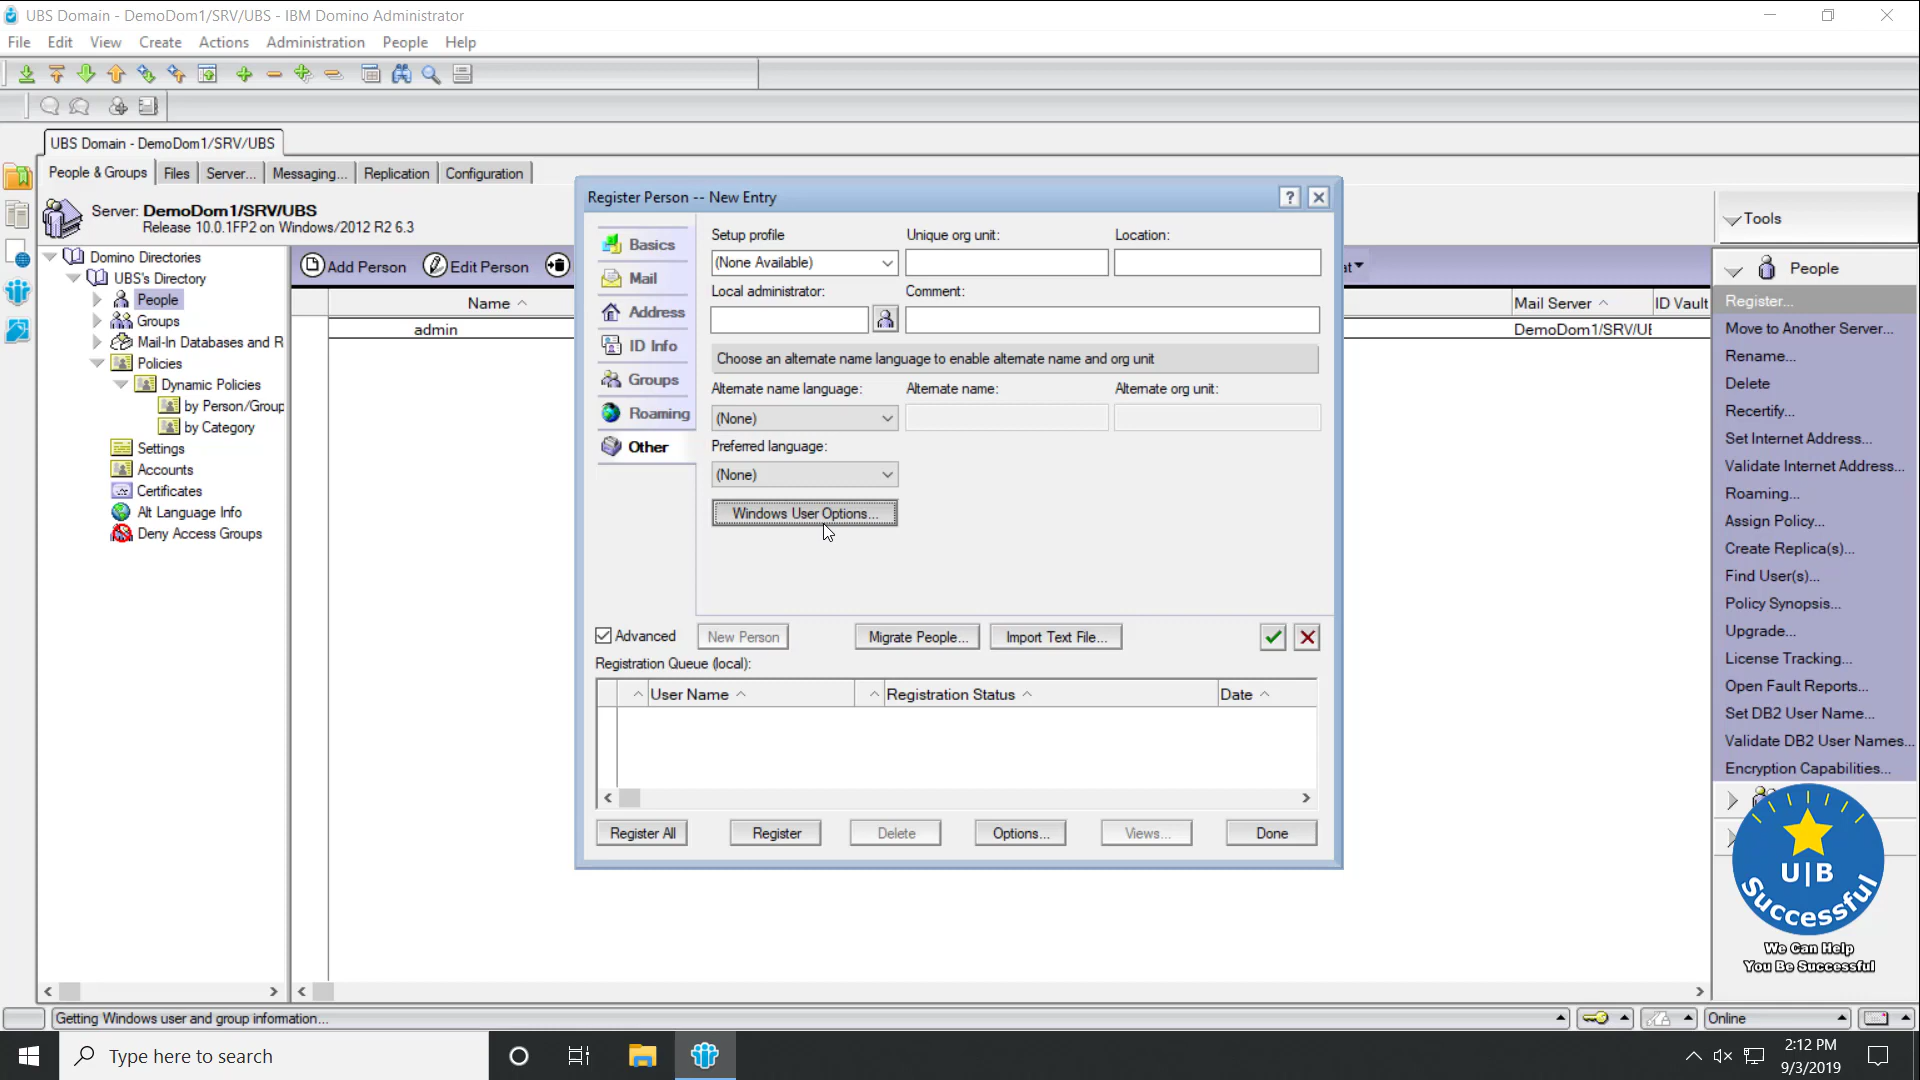 UBS Domain - DemoDom1/SRV/UBS - IBM Domino Administrator
File Edit View Create Actions Administration People Help
UBS Domain - DemoDom1/SRV/UBS
People & Groups Files Server... Messaging... Replication Configuration
Server: DemoDom1/SRV/UBS
Release 10.0.1FP2 on Windows/2012 R2 6.3
Domino Directories
UBS's Directory
People
Groups
Mail-In Databases and R
Policies
Dynamic Policies
by Person/Group
by Category
Settings
Accounts
Certificates
Alt Language Info
Deny Access Groups
Add Person Edit Person
Name
admin
Mail Server ID Vault
DemoDom1/SRV/UB
Register Person -- New Entry
Basics
Mail
Address
ID Info
Groups
Roaming
Other
Setup profile Unique org unit: Location:
(None Available)
Local administrator: Comment:
Choose an alternate name language to enable alternate name and org unit
Alternate name language: Alternate name: Alternate org unit:
(None)
Preferred language:
(None)
Windows User Options...
Advanced New Person Migrate People... Import Text File...
Registration Queue (local):
User Name Registration Status Date
Register All Register Delete Options... Views... Done
Tools
People
Register...
Move to Another Server...
Rename...
Delete
Recertify...
Set Internet Address...
Validate Internet Address...
Roaming...
Assign Policy...
Create Replica(s)...
Find User(s)...
Policy Synopsis...
Upgrade...
License Tracking...
Open Fault Reports...
Set DB2 User Name...
Validate DB2 User Names...
Encryption Capabilities...
U|B
Successful
We Can Help
You Be Successful
Getting Windows user and group information...
Online
Type here to search
2:12 PM
9/3/2019